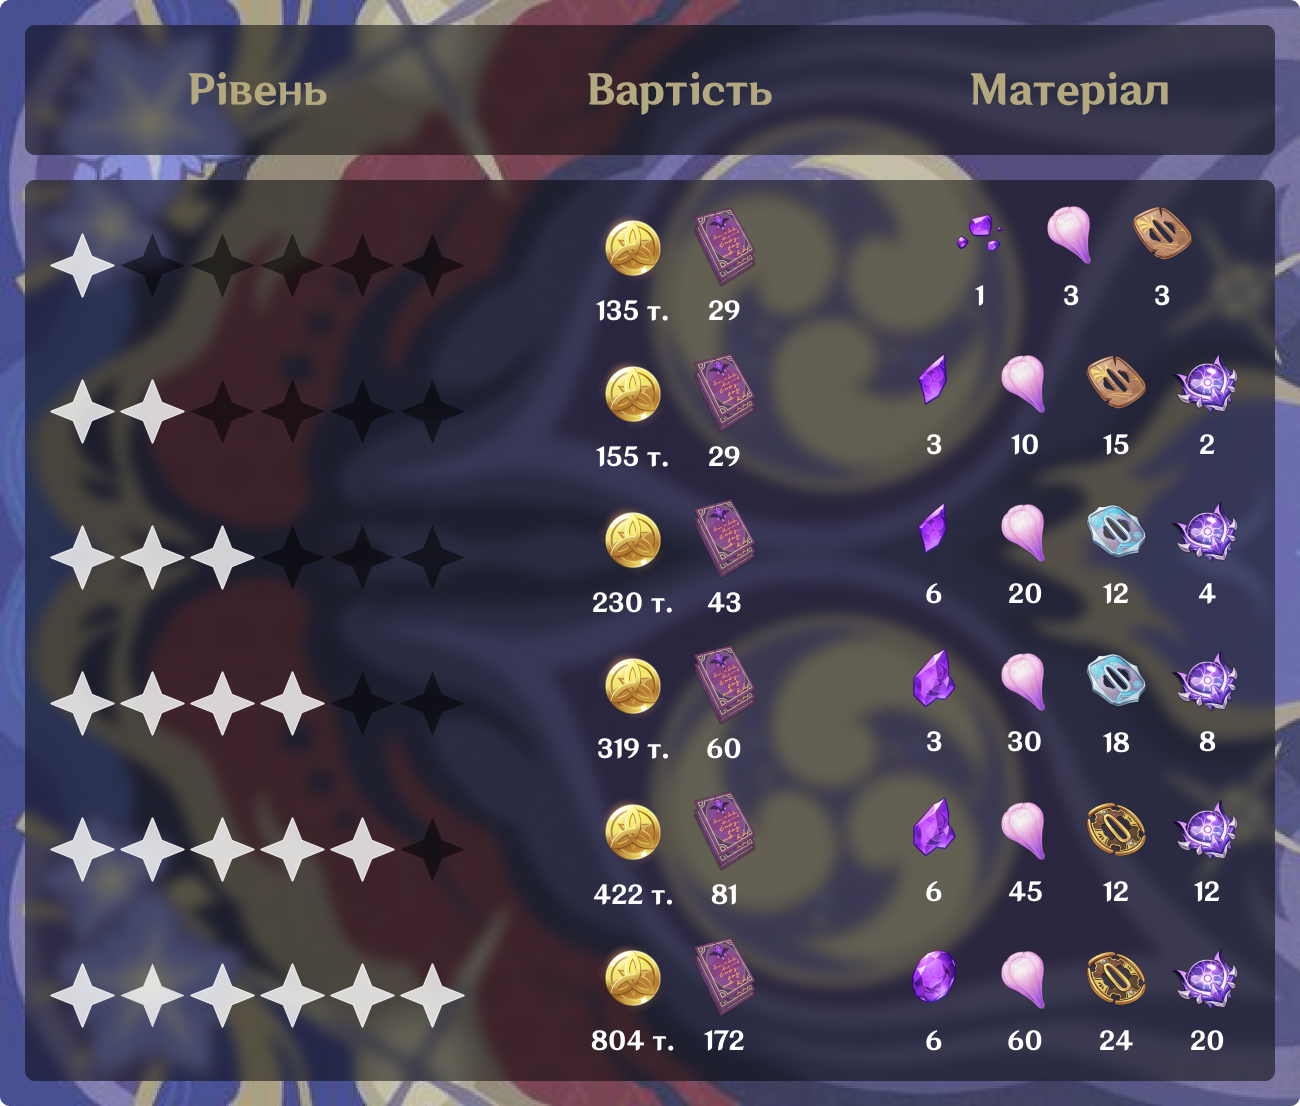 Рівень Вартість Матеріал
1 3 3
135 т. 29
3 10 15 2
155 т. 29
6 20 12 4
230 т. 43
3 30 18 8
319 т. 60
6 45 12 12
422 т. 81
6 60 24 20
804 т. 172